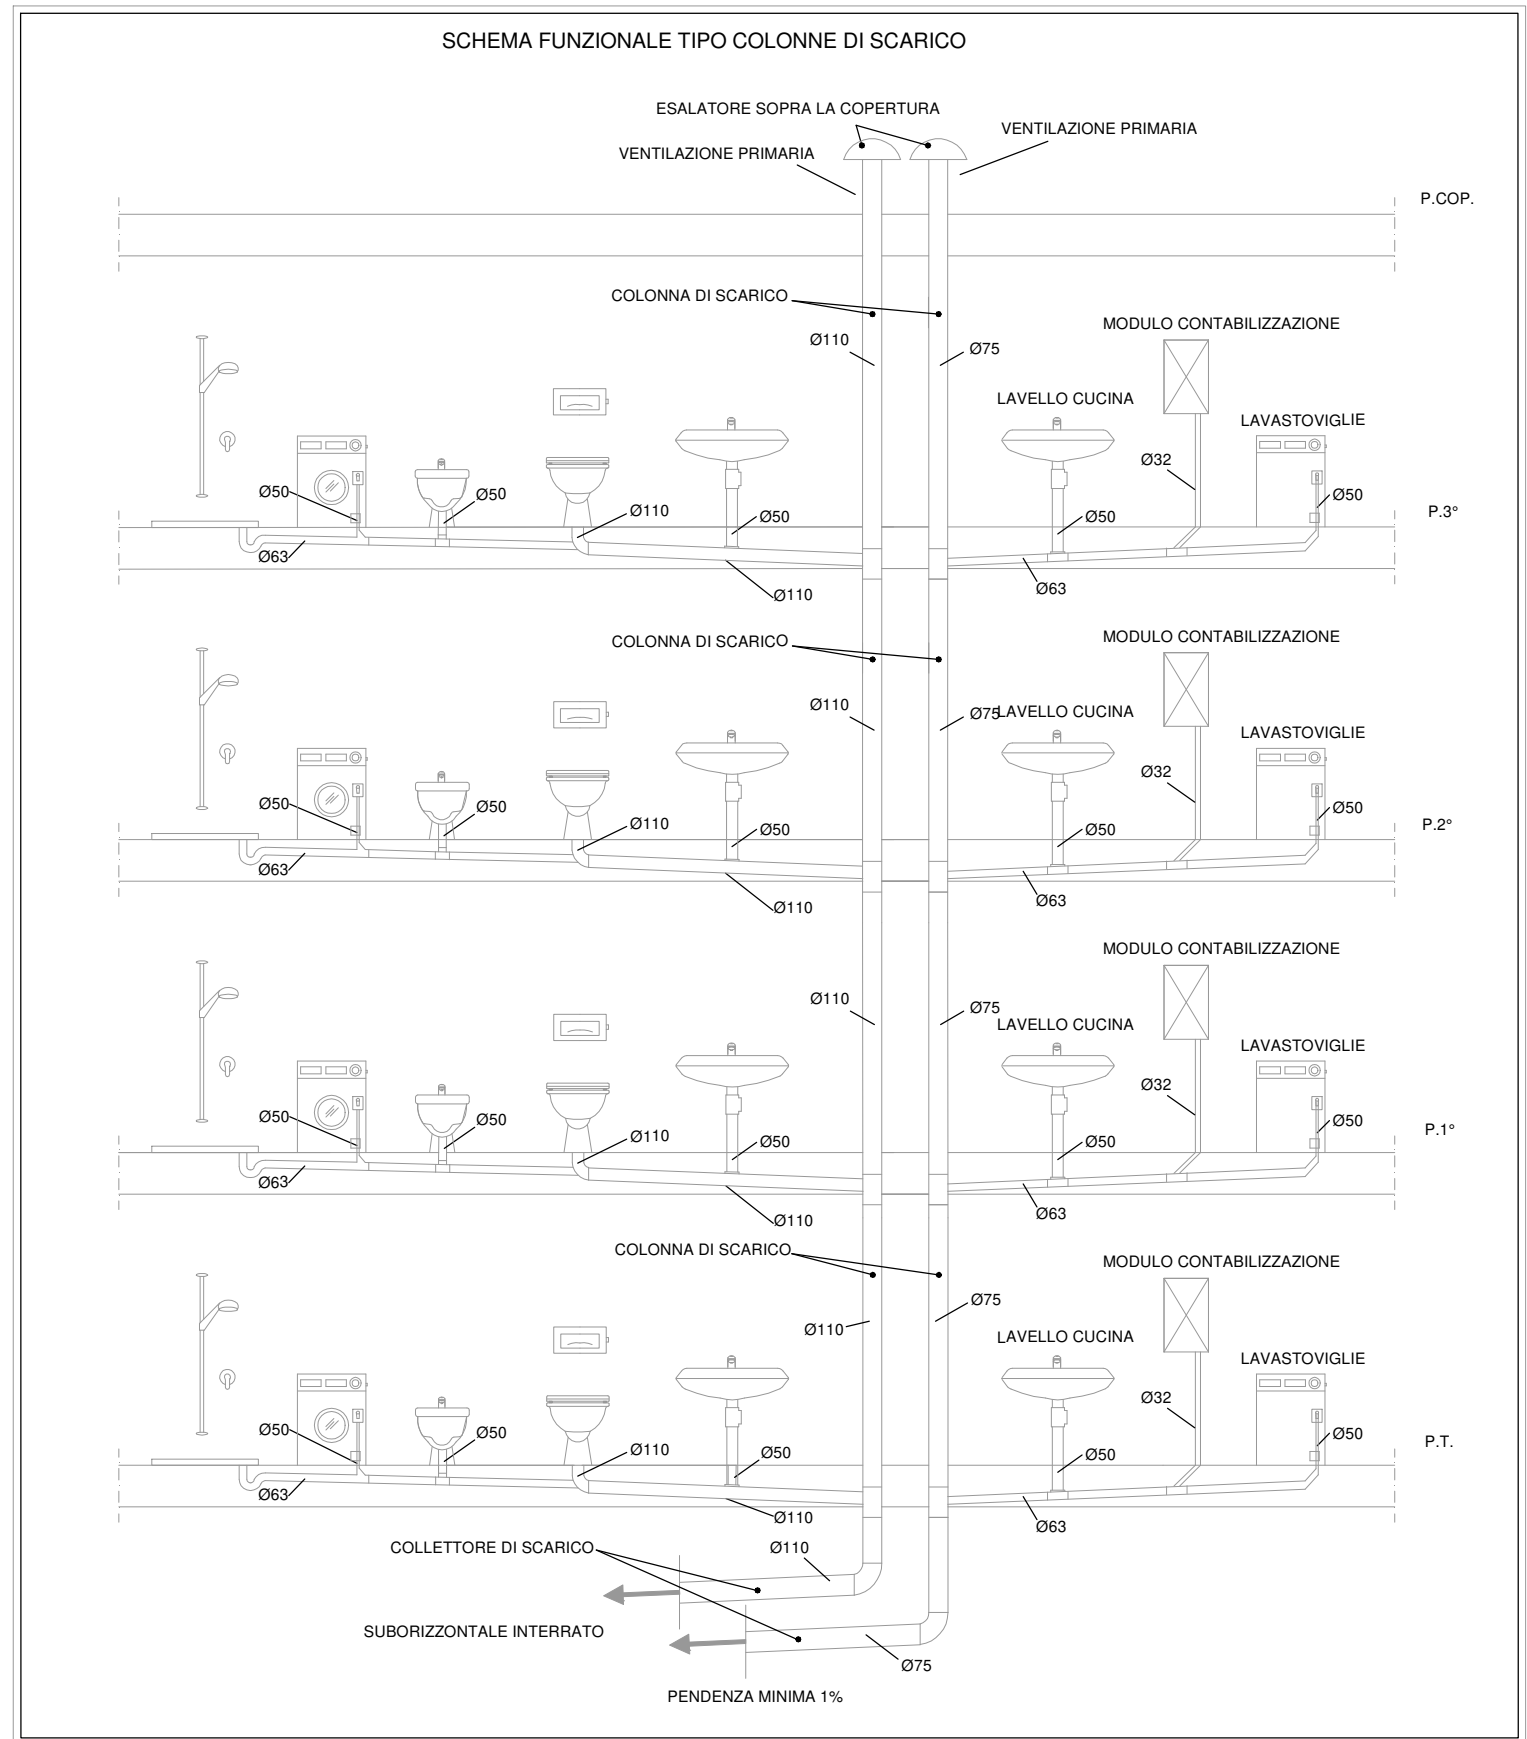 SCHEMA FUNZIONALE TIPO COLONNE DI SCARICO
ESALATORE SOPRA LA COPERTURA
VENTILAZIONE PRIMARIA
VENTILAZIONE PRIMARIA
P.COP.
COLONNA DI SCARICO
MODULO CONTABILIZZAZIONE
Ø110
Ø75
LAVELLO CUCINA
LAVASTOVIGLIE
Ø32
Ø50
Ø50
Ø50
Ø110
Ø50
Ø50
P.3°
Ø63
Ø63
Ø110
COLONNA DI SCARICO
MODULO CONTABILIZZAZIONE
Ø110
Ø75
LAVELLO CUCINA
LAVASTOVIGLIE
Ø32
Ø50
Ø50
Ø50
Ø110
Ø50
Ø50
P.2°
Ø63
Ø63
Ø110
MODULO CONTABILIZZAZIONE
Ø110
Ø75
LAVELLO CUCINA
LAVASTOVIGLIE
Ø32
Ø50
Ø50
Ø50
Ø110
Ø50
Ø50
P.1°
Ø63
Ø63
Ø110
COLONNA DI SCARICO
MODULO CONTABILIZZAZIONE
Ø75
Ø110
LAVELLO CUCINA
LAVASTOVIGLIE
Ø32
Ø50
Ø50
Ø50
Ø110
Ø50
Ø50
P.T.
Ø63
Ø110
Ø63
COLLETTORE DI SCARICO
Ø110
SUBORIZZONTALE INTERRATO
Ø75
PENDENZA MINIMA 1%